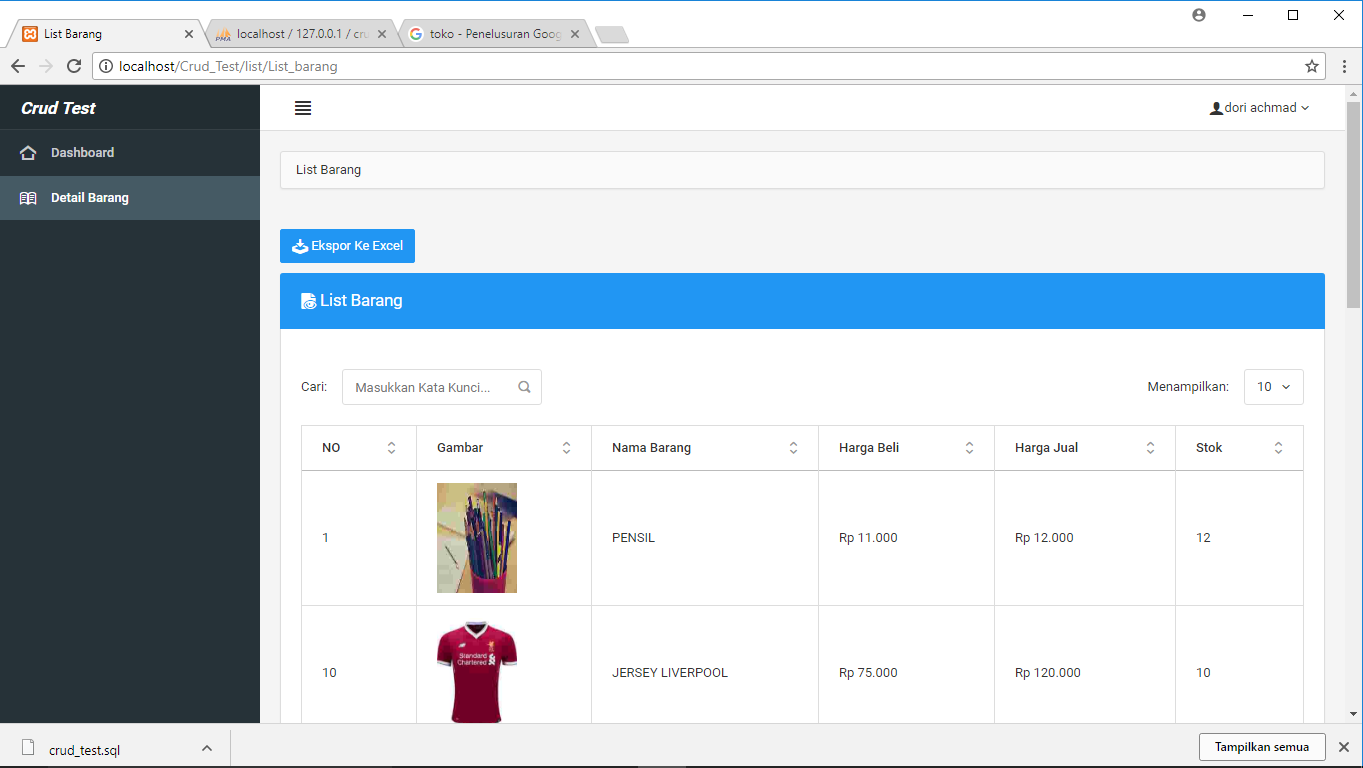 List Barang
localhost / 127.0.0.1 / cru
toko - Penelusuran Goog
localhost/Crud_Test/list/List_barang
Crud Test
dori achmad
Dashboard
Detail Barang
List Barang
Ekspor Ke Excel
List Barang
Cari: Masukkan Kata Kunci... Menampilkan: 10
NO Gambar Nama Barang Harga Beli Harga Jual Stok
1 PENSIL Rp 11.000 Rp 12.000 12
Standard
Chartered
10 JERSEY LIVERPOOL Rp 75.000 Rp 120.000 10
crud_test.sql
Tampilkan semua